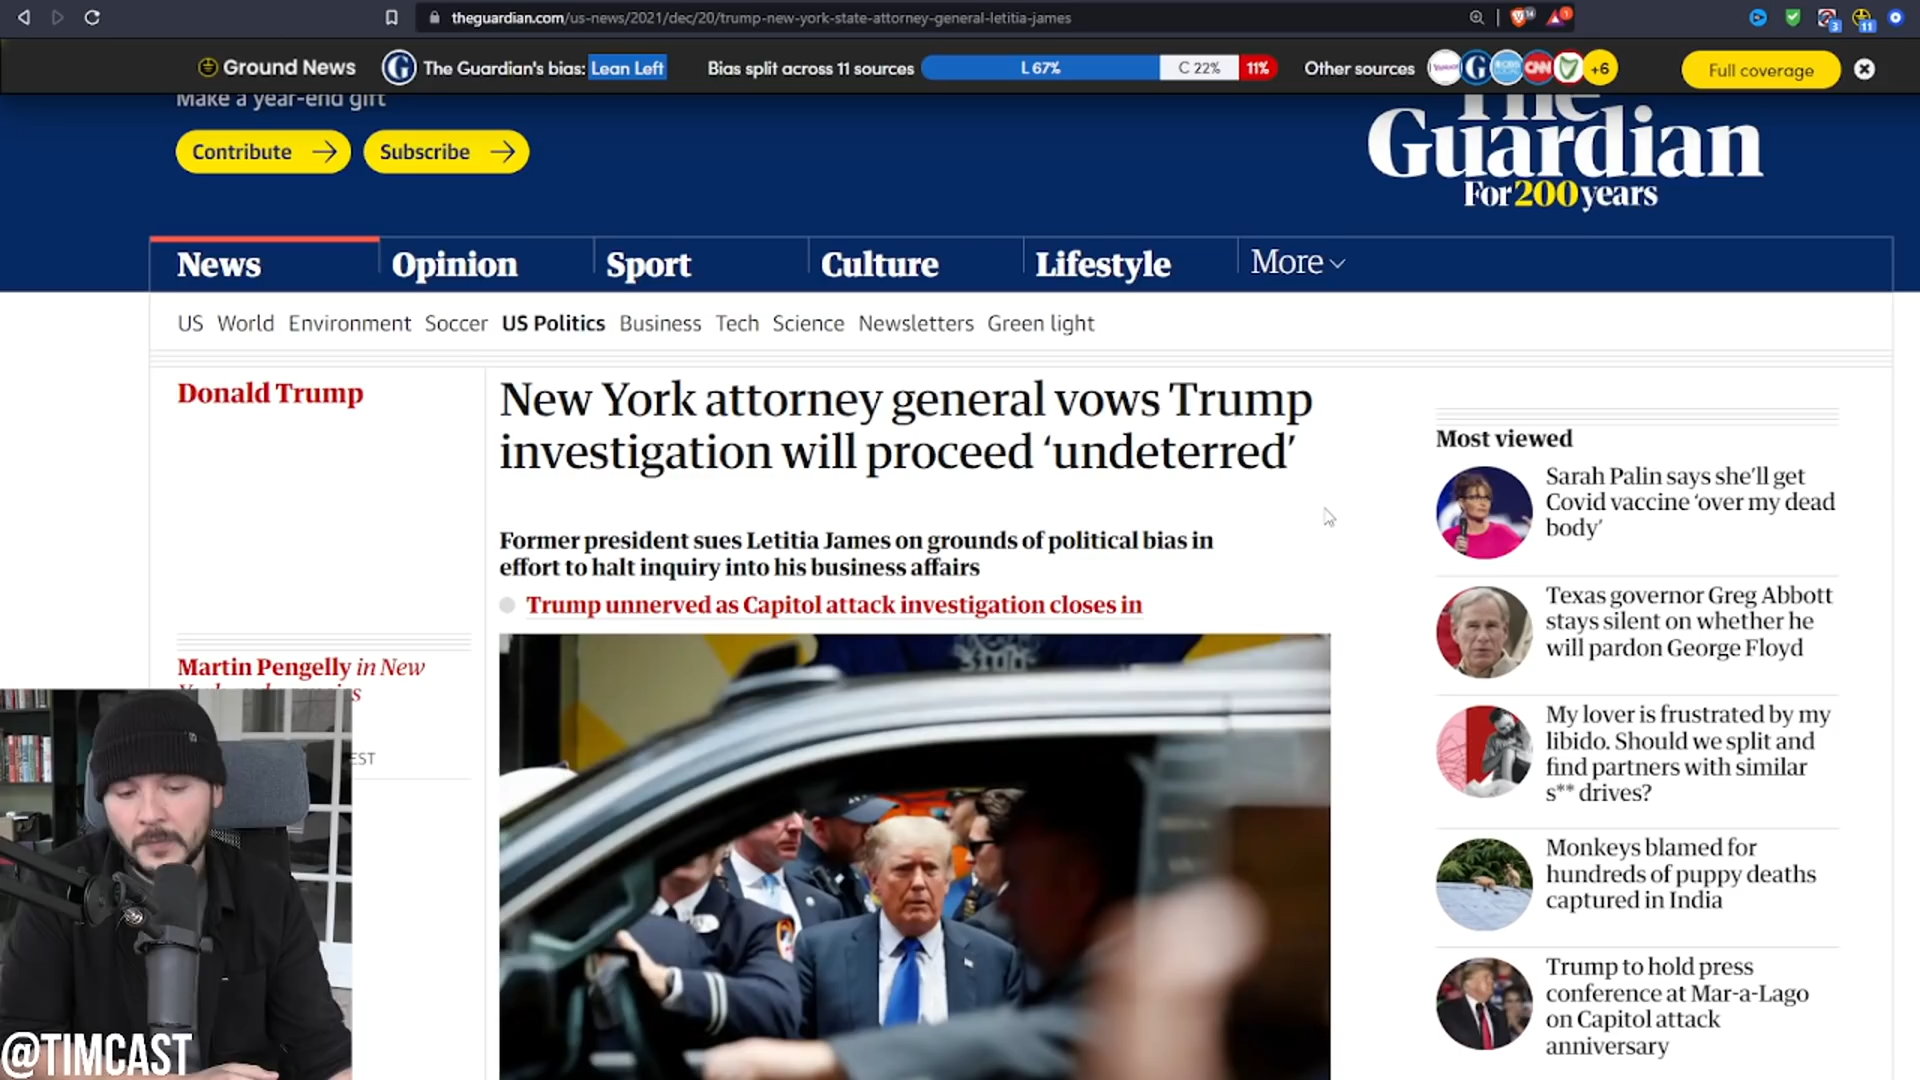 theguardian.com/us-news/2021/dec/20/trump-new-york-state-attorney-general-letitia-james
14
1
3
11
Ground News
G
The Guardian's bias: Lean Left
Bias split across 11 sources
L 67%
C 22%
11%
Other sources
yahoo!
G
CNN
+6
Full coverage
Make a year-end gift
Contribute
Subscribe
The
Guardian
For 200 years
News
Opinion
Sport
Culture
Lifestyle
More
US World Environment Soccer US Politics Business Tech Science Newsletters Green light
Donald Trump
New York attorney general vows Trump
investigation will proceed ‘undeterred’
Former president sues Letitia James on grounds of political bias in
effort to halt inquiry into his business affairs
Trump unnerved as Capitol attack investigation closes in
Martin Pengelly in New
EST
Most viewed
Sarah Palin says she’ll get
Covid vaccine ‘over my dead
body’
Texas governor Greg Abbott
stays silent on whether he
will pardon George Floyd
My lover is frustrated by my
libido. Should we split and
find partners with similar
s** drives?
Monkeys blamed for
hundreds of puppy deaths
captured in India
Trump to hold press
conference at Mar-a-Lago
on Capitol attack
anniversary
@TIMCAST